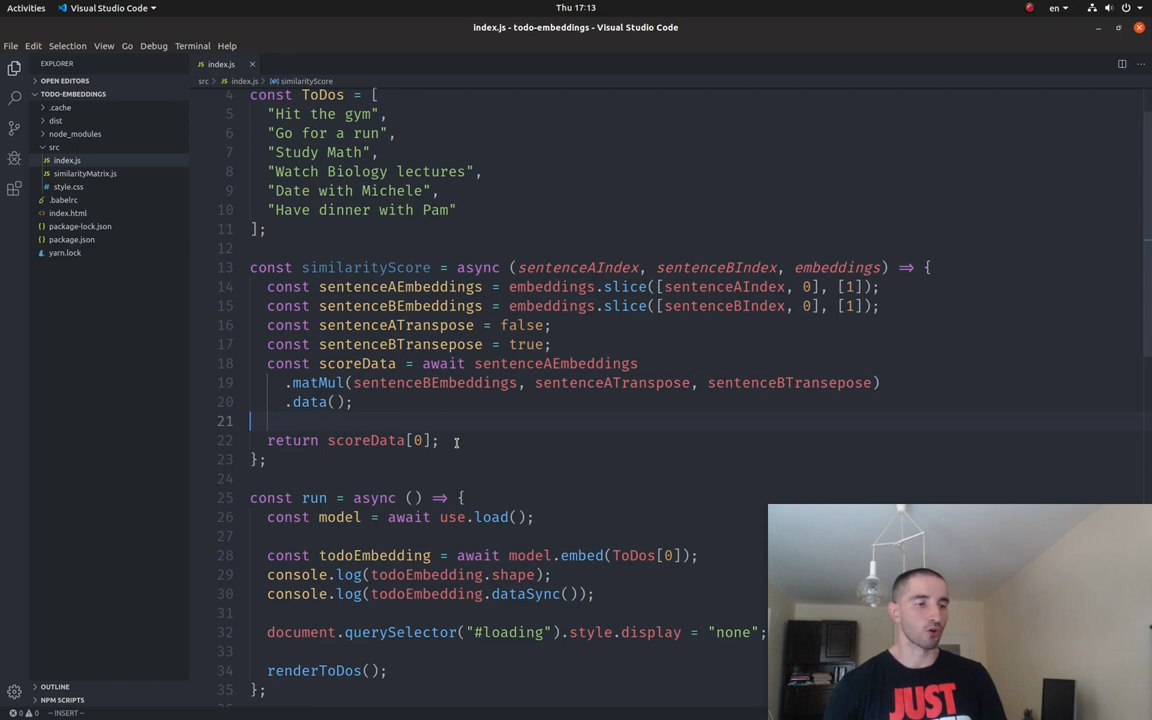 Activities
Visual Studio Code
Thu 17:13
en
index.js - todo-embeddings - Visual Studio Code
File Edit Selection View Go Debug Terminal Help
EXPLORER
OPEN EDITORS
TODO-EMBEDDINGS
.cache
dist
node_modules
src
index.js
similarityMatrix.js
style.css
.babelrc
index.html
package-lock.json
package.json
yarn.lock
OUTLINE
NPM SCRIPTS
0 0 --INSERT--
index.js
src > index.js > similarityScore
4 const ToDos = [
5 "Hit the gym",
6 "Go for a run",
7 "Study Math",
8 "Watch Biology lectures",
9 "Date with Michele",
10 "Have dinner with Pam"
11 ];
12
13 const similarityScore = async (sentenceAIndex, sentenceBIndex, embeddings) => {
14 const sentenceAEmbeddings = embeddings.slice([sentenceAIndex, 0], [1]);
15 const sentenceBEmbeddings = embeddings.slice([sentenceBIndex, 0], [1]);
16 const sentenceATranspose = false;
17 const sentenceBTransepose = true;
18 const scoreData = await sentenceAEmbeddings
19 .matMul(sentenceBEmbeddings, sentenceATranspose, sentenceBTransepose)
20 .data();
21
22 return scoreData[0];
23 };
24
25 const run = async () => {
26 const model = await use.load();
27
28 const todoEmbedding = await model.embed(ToDos[0]);
29 console.log(todoEmbedding.shape);
30 console.log(todoEmbedding.dataSync());
31
32 document.querySelector("#loading").style.display = "none";
33
34 renderToDos();
35 };
JUST